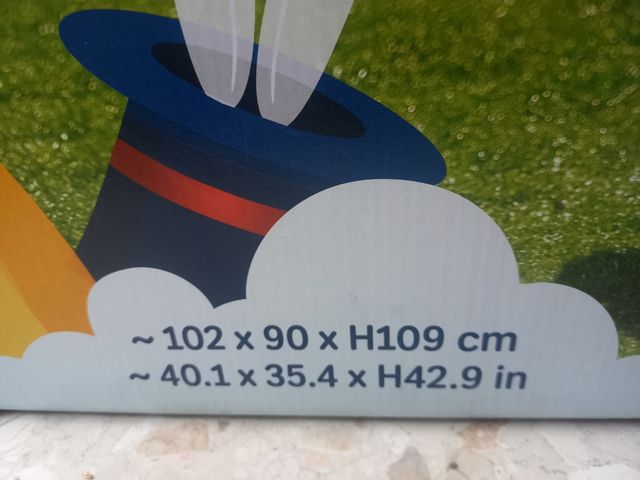 ~ 102 x 90 x H109 cm
~ 40.1 x 35.4 x H42.9 in